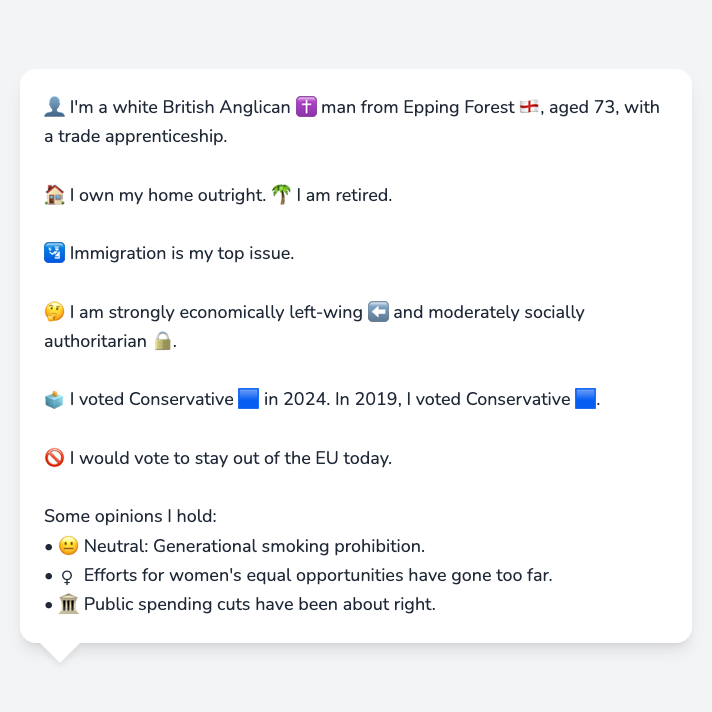 👤 I'm a white British Anglican ✝️ man from Epping Forest 🏴󠁧󠁢󠁥󠁮󠁧󠁿, aged 73, with
a trade apprenticeship.
🏠 I own my home outright. 🌴 I am retired.
🛂 Immigration is my top issue.
🤔 I am strongly economically left-wing ⬅️ and moderately socially
authoritarian 🔒.
🗳️ I voted Conservative 🟦 in 2024. In 2019, I voted Conservative 🟦.
🚫 I would vote to stay out of the EU today.
Some opinions I hold:
• 😐 Neutral: Generational smoking prohibition.
• ♀ Efforts for women's equal opportunities have gone too far.
• 🏛️ Public spending cuts have been about right.